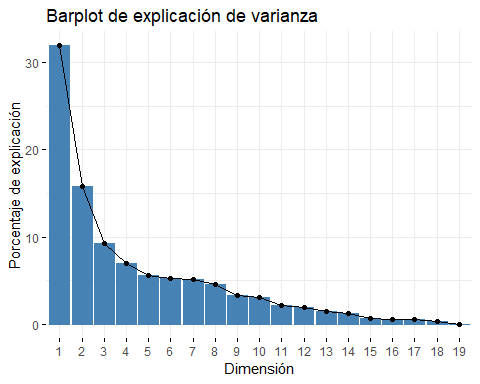 Barplot de explicación de varianza
Porcentaje de explicación
30
20
10
0
1 2 3 4 5 6 7 8 9 10 11 12 13 14 15 16 17 18 19
Dimensión